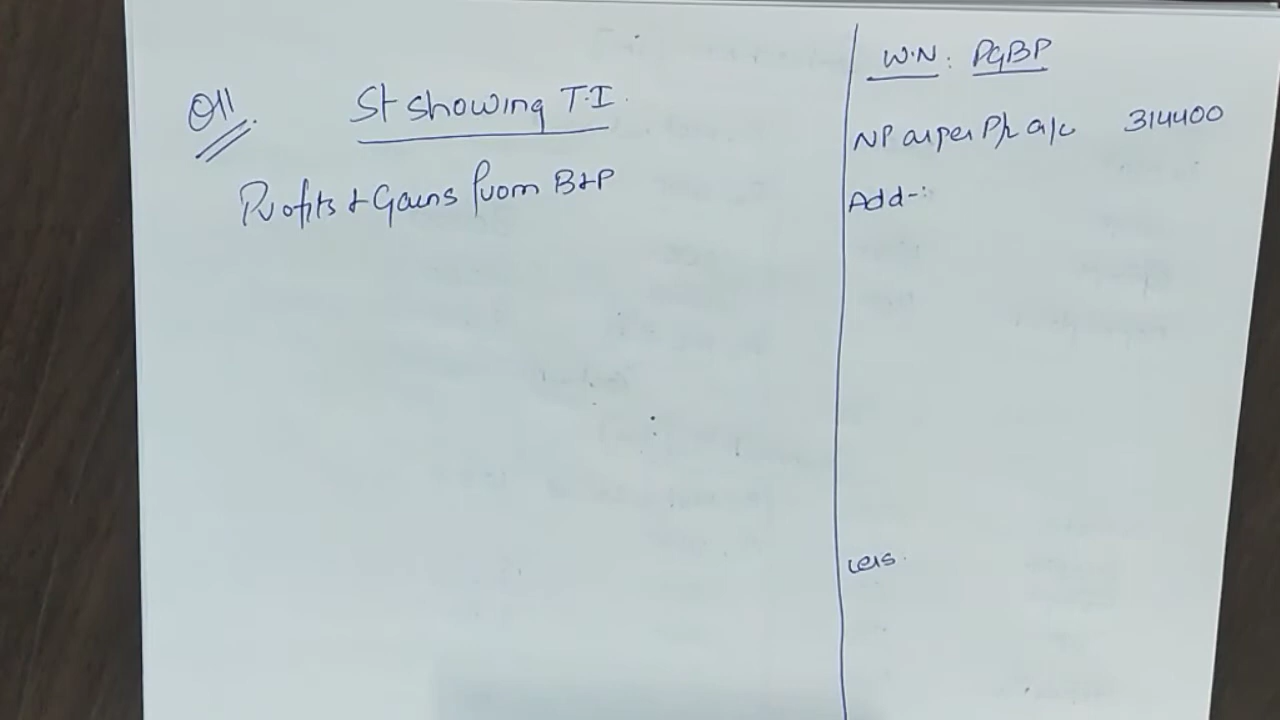 Q11.
St showing T.I.
Profits & Gains from B&P
W.N: PGBP
NP as per P/L a/c 314400
Add-:
Less.